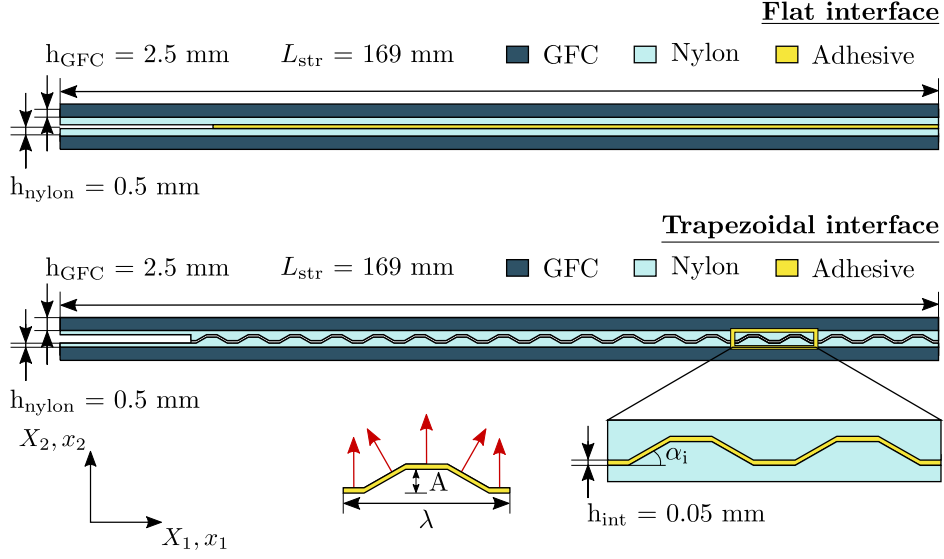 Flat interface
h_GFC = 2.5 mm L_str = 169 mm GFC Nylon Adhesive
h_nylon = 0.5 mm
Trapezoidal interface
h_GFC = 2.5 mm L_str = 169 mm GFC Nylon Adhesive
h_nylon = 0.5 mm
X_2, x_2
A
α_i
λ
h_int = 0.05 mm
X_1, x_1